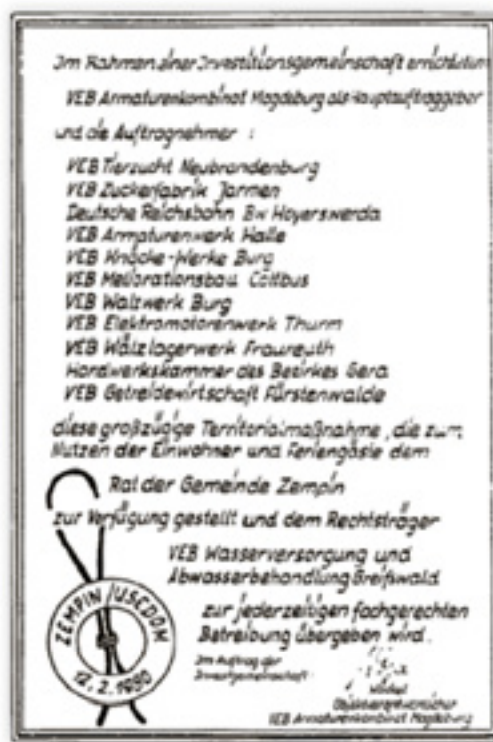 Im Rahmen einer Investitionsgemeinschaft errichteten
VEB Armaturenkombinat Magdeburg als Hauptauftraggeber
und die Auftragnehmer :
VEB Tierzucht Neubrandenburg
VEB Zuckerfabrik Jarmen
Deutsche Reichsbahn Bw Hoyerswerda
VEB Armaturenwerk Halle
VEB Knäcke-Werke Burg
VEB Meliorationsbau Cottbus
VEB Walzwerk Burg
VEB Elektromotorenwerk Thurm
VEB Wälzlagerwerk Fraureuth
Handwerkskammer des Bezirkes Gera
VEB Getreidewirtschaft Fürstenwalde
diese großzügige Territorialmaßnahme, die zum
Nutzen der Einwohner und Feriengäste dem
Rat der Gemeinde Zempin
zur Verfügung gestellt und dem Rechtsträger
VEB Wasserversorgung und
Abwasserbehandlung Greifswald
zur jederzeitigen fachgerechten
Betreibung übergeben wird.
Im Auftrag der
Investgemeinschaft:
VEB Armaturenkombinat Magdeburg
ZEMPIN/USEDOM
12.2.1980